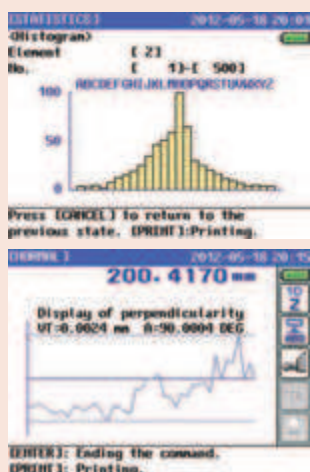 [STATISTICS] 2012-05-18 20:01
<Histogram>
Element [ Z]
No. [ 1]-[ 500]
ABCDEFGHIJKLMNOPQRSTUVWXYZ
100
50
0
Press [CANCEL] to return to the
previous state. [PRINT]:Printing.
[NORMAL] 2012-05-18 20:15
200.4170 mm
Display of perpendicularity
VT=0.0024 mm A=90.0004 DEG
[ENTER]: Ending the command.
[PRINT]: Printing.